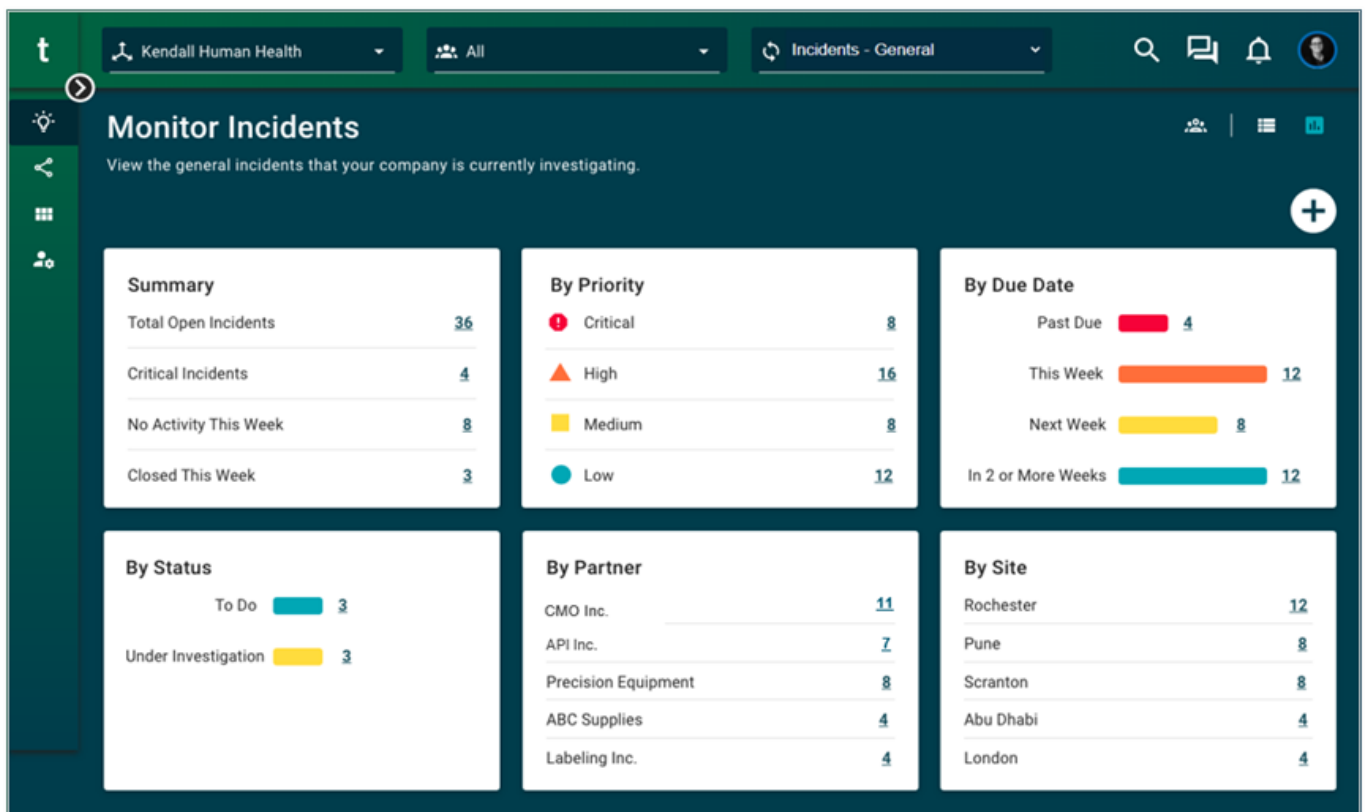 t
Kendall Human Health
All
Incidents - General
Monitor Incidents
View the general incidents that your company is currently investigating.
Summary
Total Open Incidents 36
Critical Incidents 4
No Activity This Week 8
Closed This Week 3
By Priority
Critical 8
High 16
Medium 8
Low 12
By Due Date
Past Due 4
This Week 12
Next Week 8
In 2 or More Weeks 12
By Status
To Do 3
Under Investigation 3
By Partner
CMO Inc. 11
API Inc. 7
Precision Equipment 8
ABC Supplies 4
Labeling Inc. 4
By Site
Rochester 12
Pune 8
Scranton 8
Abu Dhabi 4
London 4